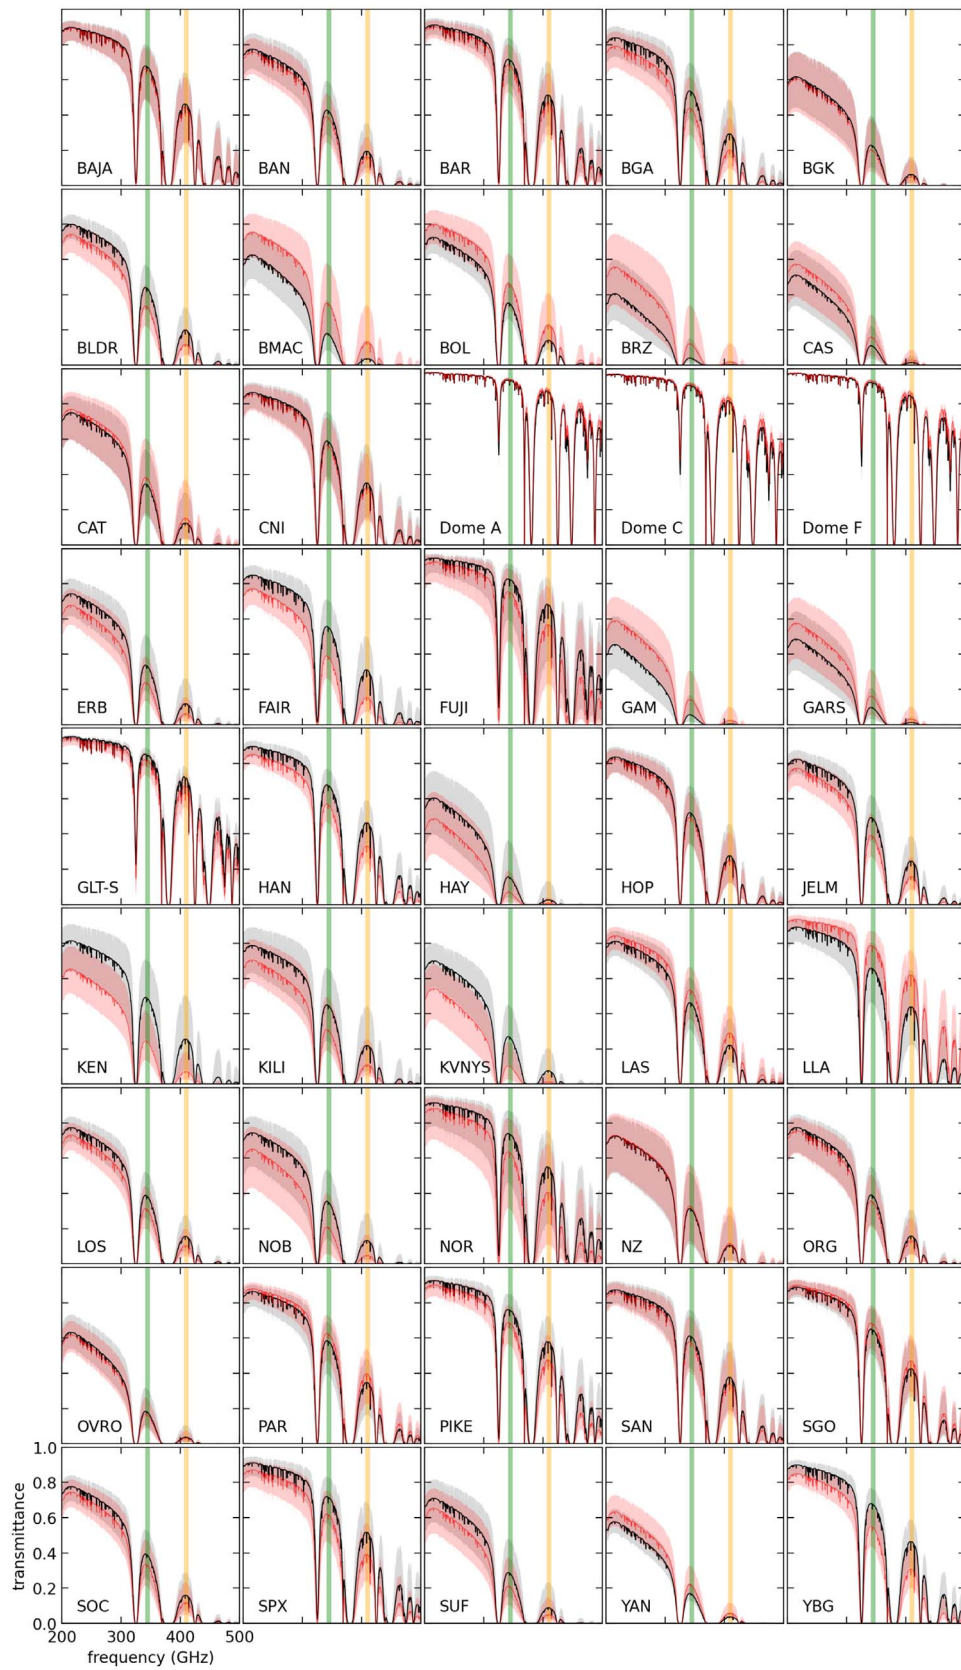 BAJA BAN BAR BGA BGK
BLDR BMAC BOL BRZ CAS
CAT CNI Dome A Dome C Dome F
ERB FAIR FUJI GAM GARS
GLT-S HAN HAY HOP JELM
KEN KILI KVNYS LAS LLA
LOS NOB NOR NZ ORG
OVRO PAR PIKE SAN SGO
1.0
0.8
0.6
0.4
0.2
0.0
transmittance
SOC SPX SUF YAN YBG
200 300 400 500
frequency (GHz)